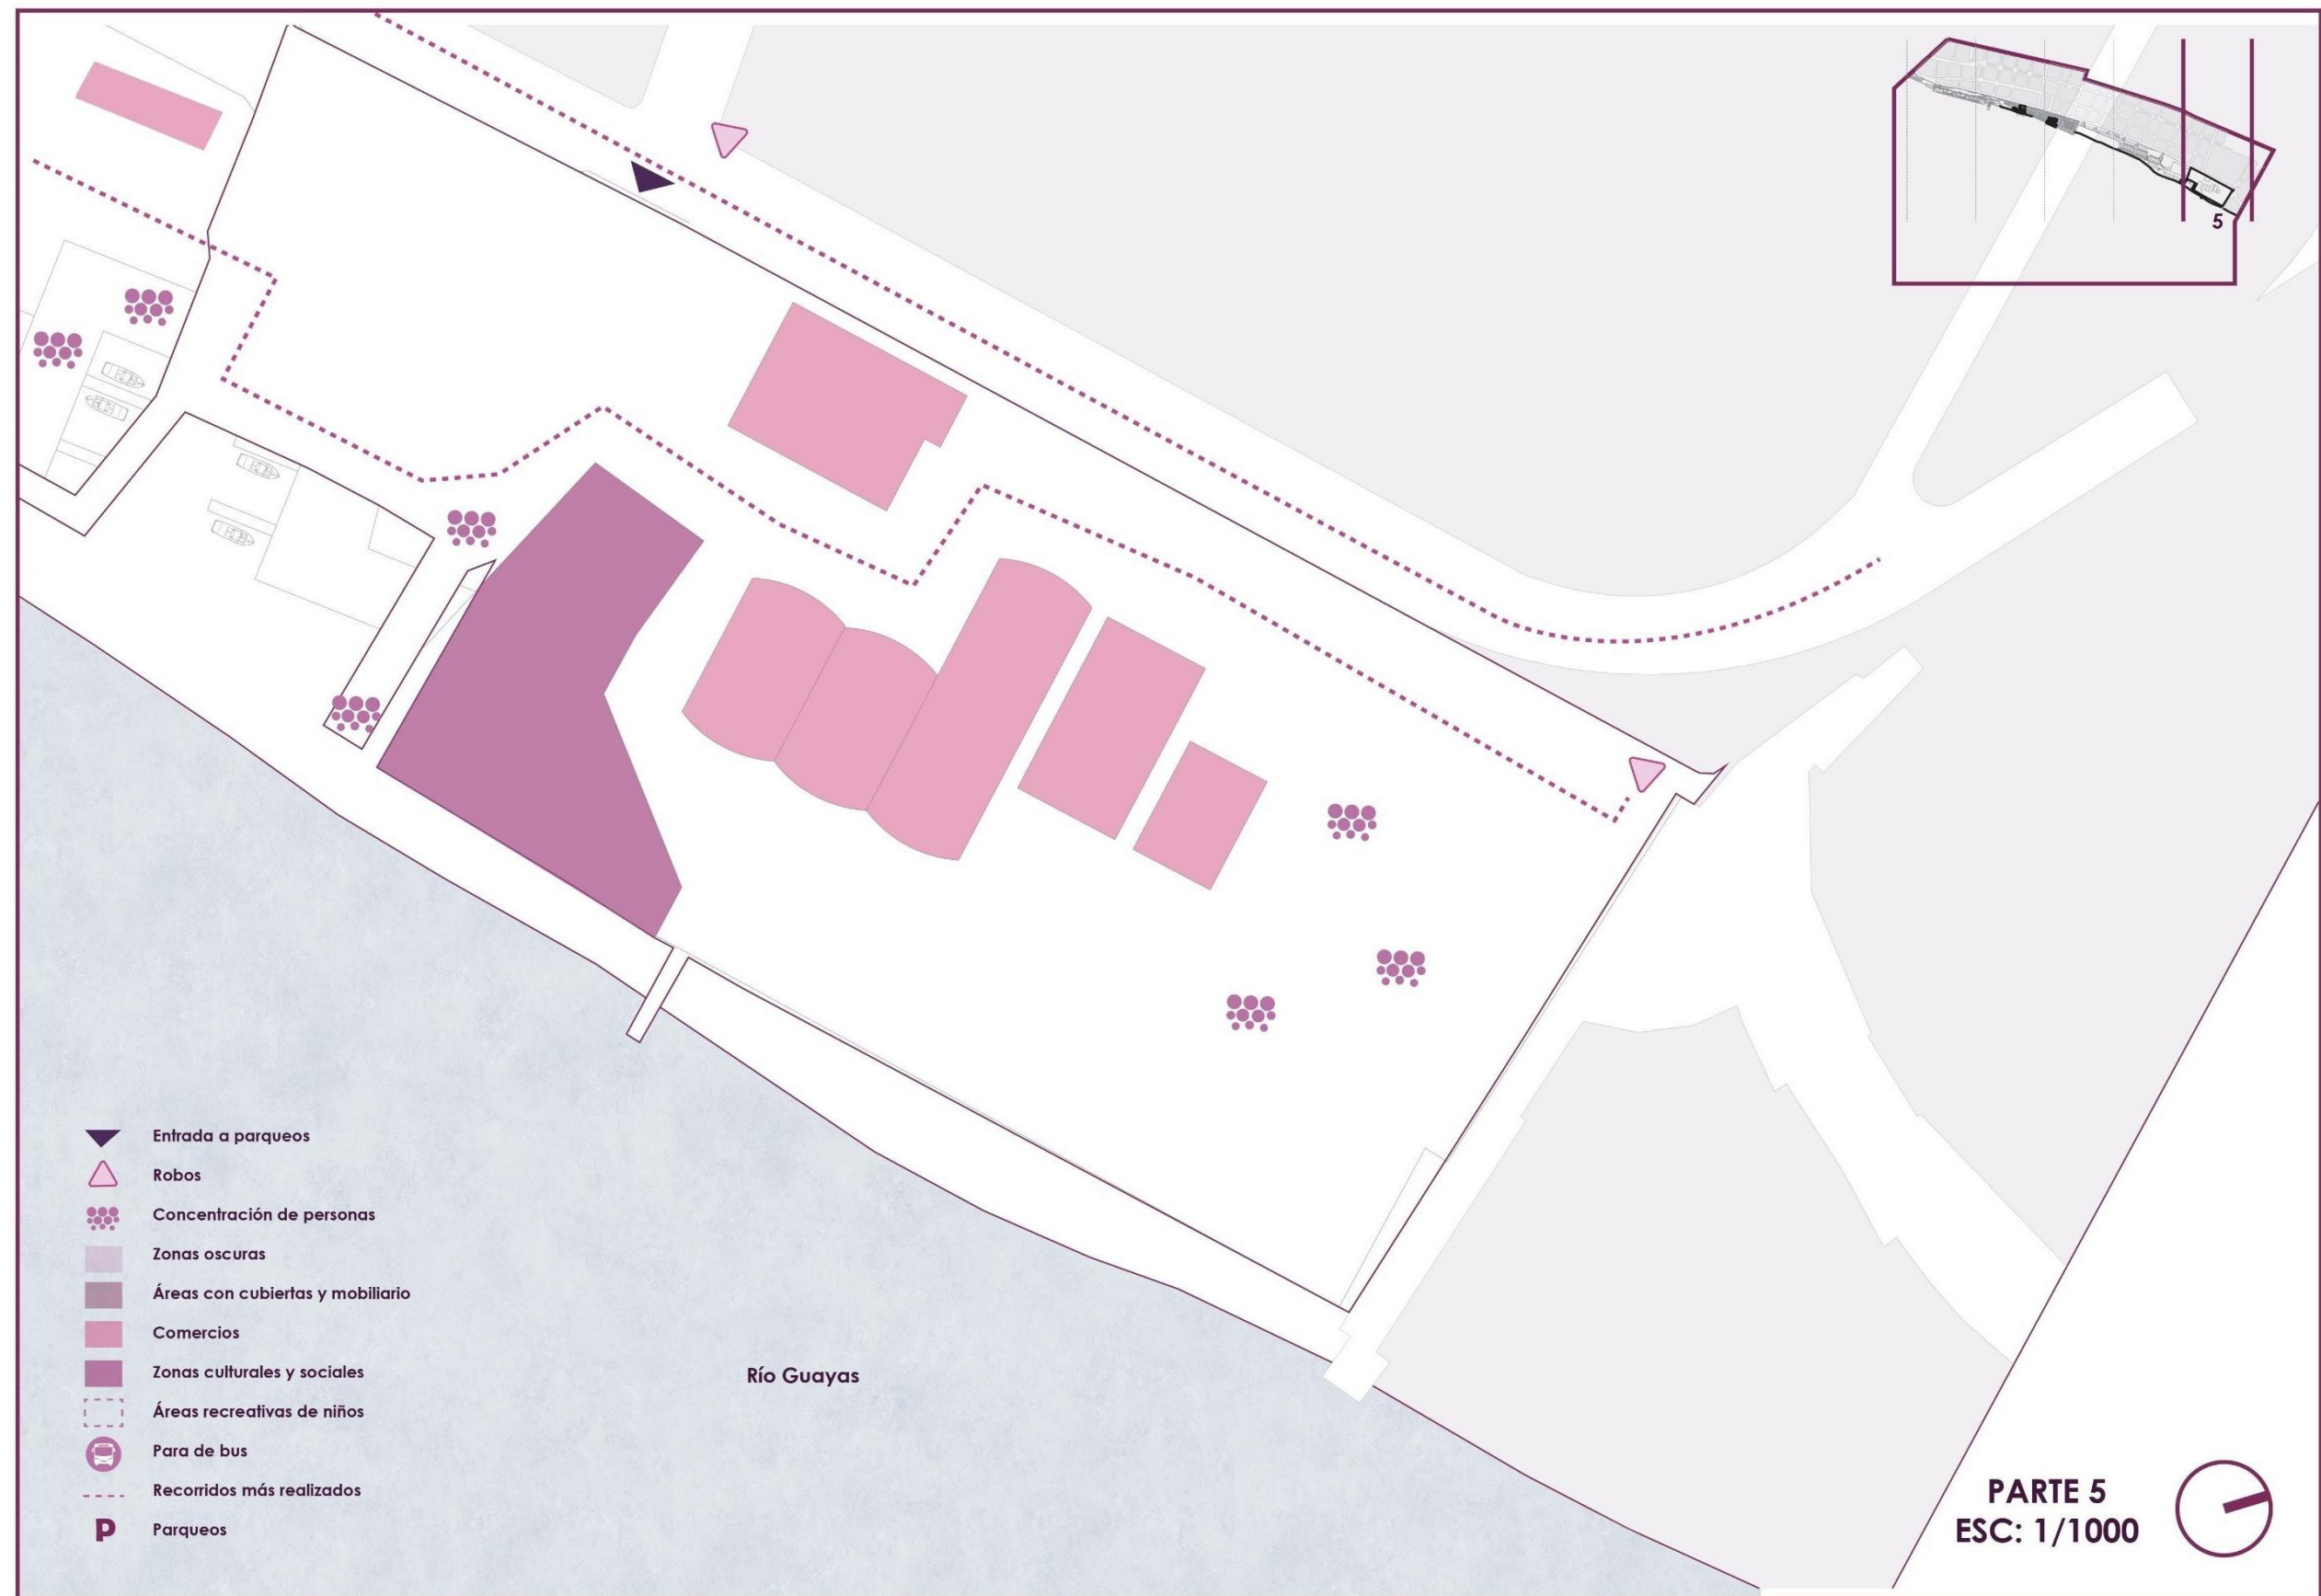 5
Entrada a parqueos
Robos
Concentración de personas
Zonas oscuras
Áreas con cubiertas y mobiliario
Comercios
Zonas culturales y sociales
Áreas recreativas de niños
Para de bus
Recorridos más realizados
P Parqueos
Río Guayas
PARTE 5
ESC: 1/1000